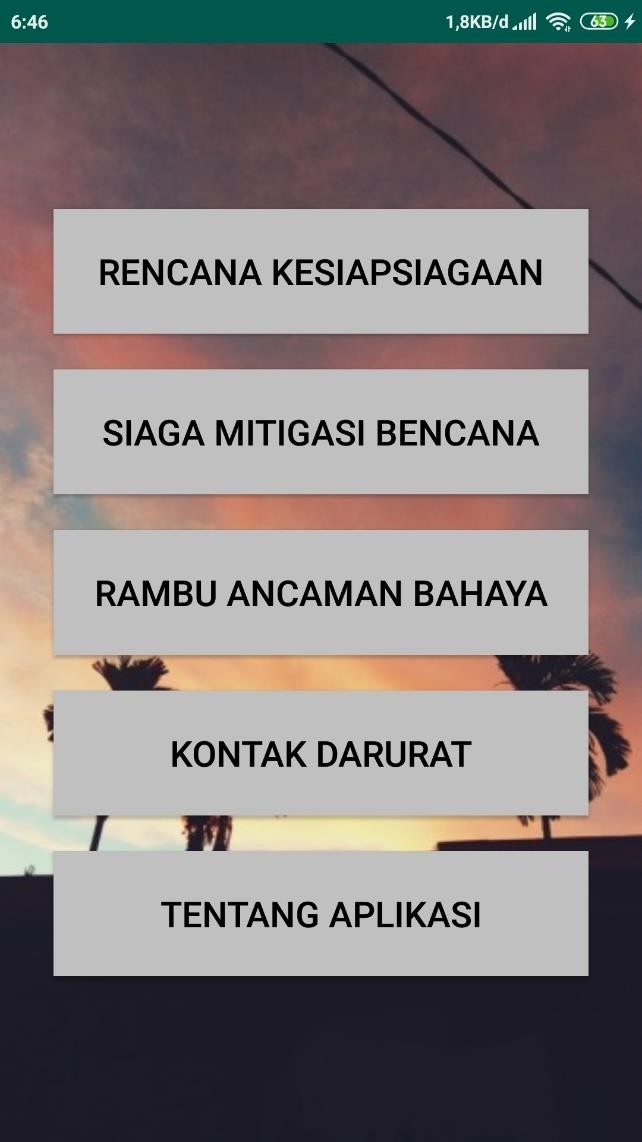 6:46 1,8KB/d 63
RENCANA KESIAPSIAGAAN
SIAGA MITIGASI BENCANA
RAMBU ANCAMAN BAHAYA
KONTAK DARURAT
TENTANG APLIKASI